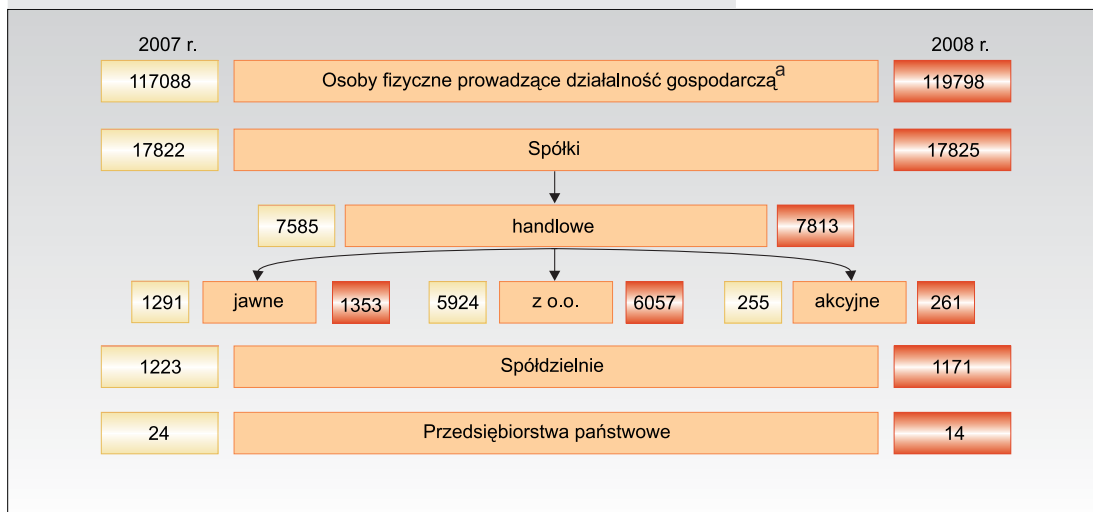 2007 r. 2008 r.
117088 Osoby fizyczne prowadzące działalność gospodarczą a 119798
17822 Spółki 17825
7585 handlowe 7813
1291 jawne 1353 5924 z o.o. 6057 255 akcyjne 261
1223 Spółdzielnie 1171
24 Przedsiębiorstwa państwowe 14